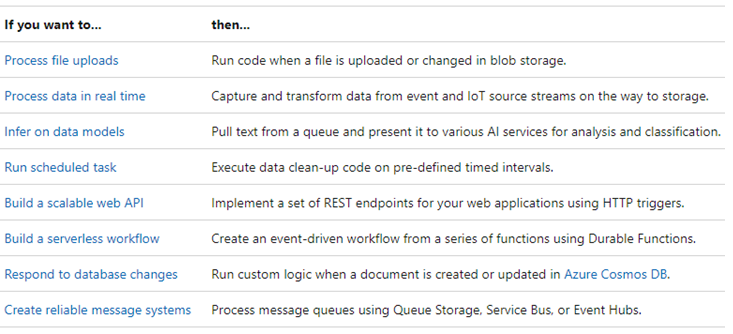 If you want to... then...
Process file uploads Run code when a file is uploaded or changed in blob storage.
Process data in real time Capture and transform data from event and IoT source streams on the way to storage.
Infer on data models Pull text from a queue and present it to various AI services for analysis and classification.
Run scheduled task Execute data clean-up code on pre-defined timed intervals.
Build a scalable web API Implement a set of REST endpoints for your web applications using HTTP triggers.
Build a serverless workflow Create an event-driven workflow from a series of functions using Durable Functions.
Respond to database changes Run custom logic when a document is created or updated in Azure Cosmos DB.
Create reliable message systems Process message queues using Queue Storage, Service Bus, or Event Hubs.